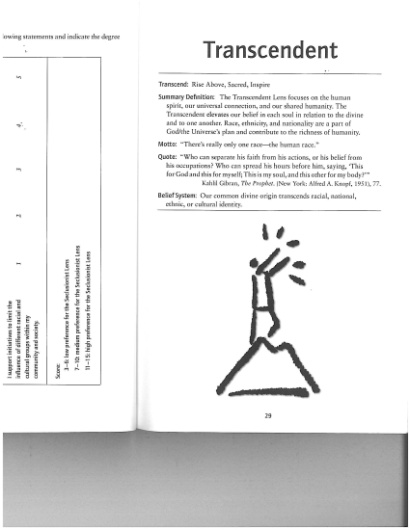 lowing statements and indicate the degree
1 2 3 4. 5
I support initiatives to limit the
influence of different racial and
cultural groups within my
community and society.
Score:
3–6: low preference for the Seclusionist Lens
7–10: medium preference for the Seclusionist Lens
11–15: high preference for the Seclusionist Lens
Transcendent
Transcend: Rise Above, Sacred, Inspire
Summary Definition: The Transcendent Lens focuses on the human
spirit, our universal connection, and our shared humanity. The
Transcendent elevates our belief in each soul in relation to the divine
and to one another. Race, ethnicity, and nationality are a part of
God/the Universe's plan and contribute to the richness of humanity.
Motto: "There's really only one race—the human race."
Quote: "Who can separate his faith from his actions, or his belief from
his occupations? Who can spread his hours before him, saying, 'This
for God and this for myself; This is my soul, and this other for my body?'"
Kahlil Gibran, The Prophet. (New York: Alfred A. Knopf, 1951), 77.
Belief System: Our common divine origin transcends racial, national,
ethnic, or cultural identity.
29